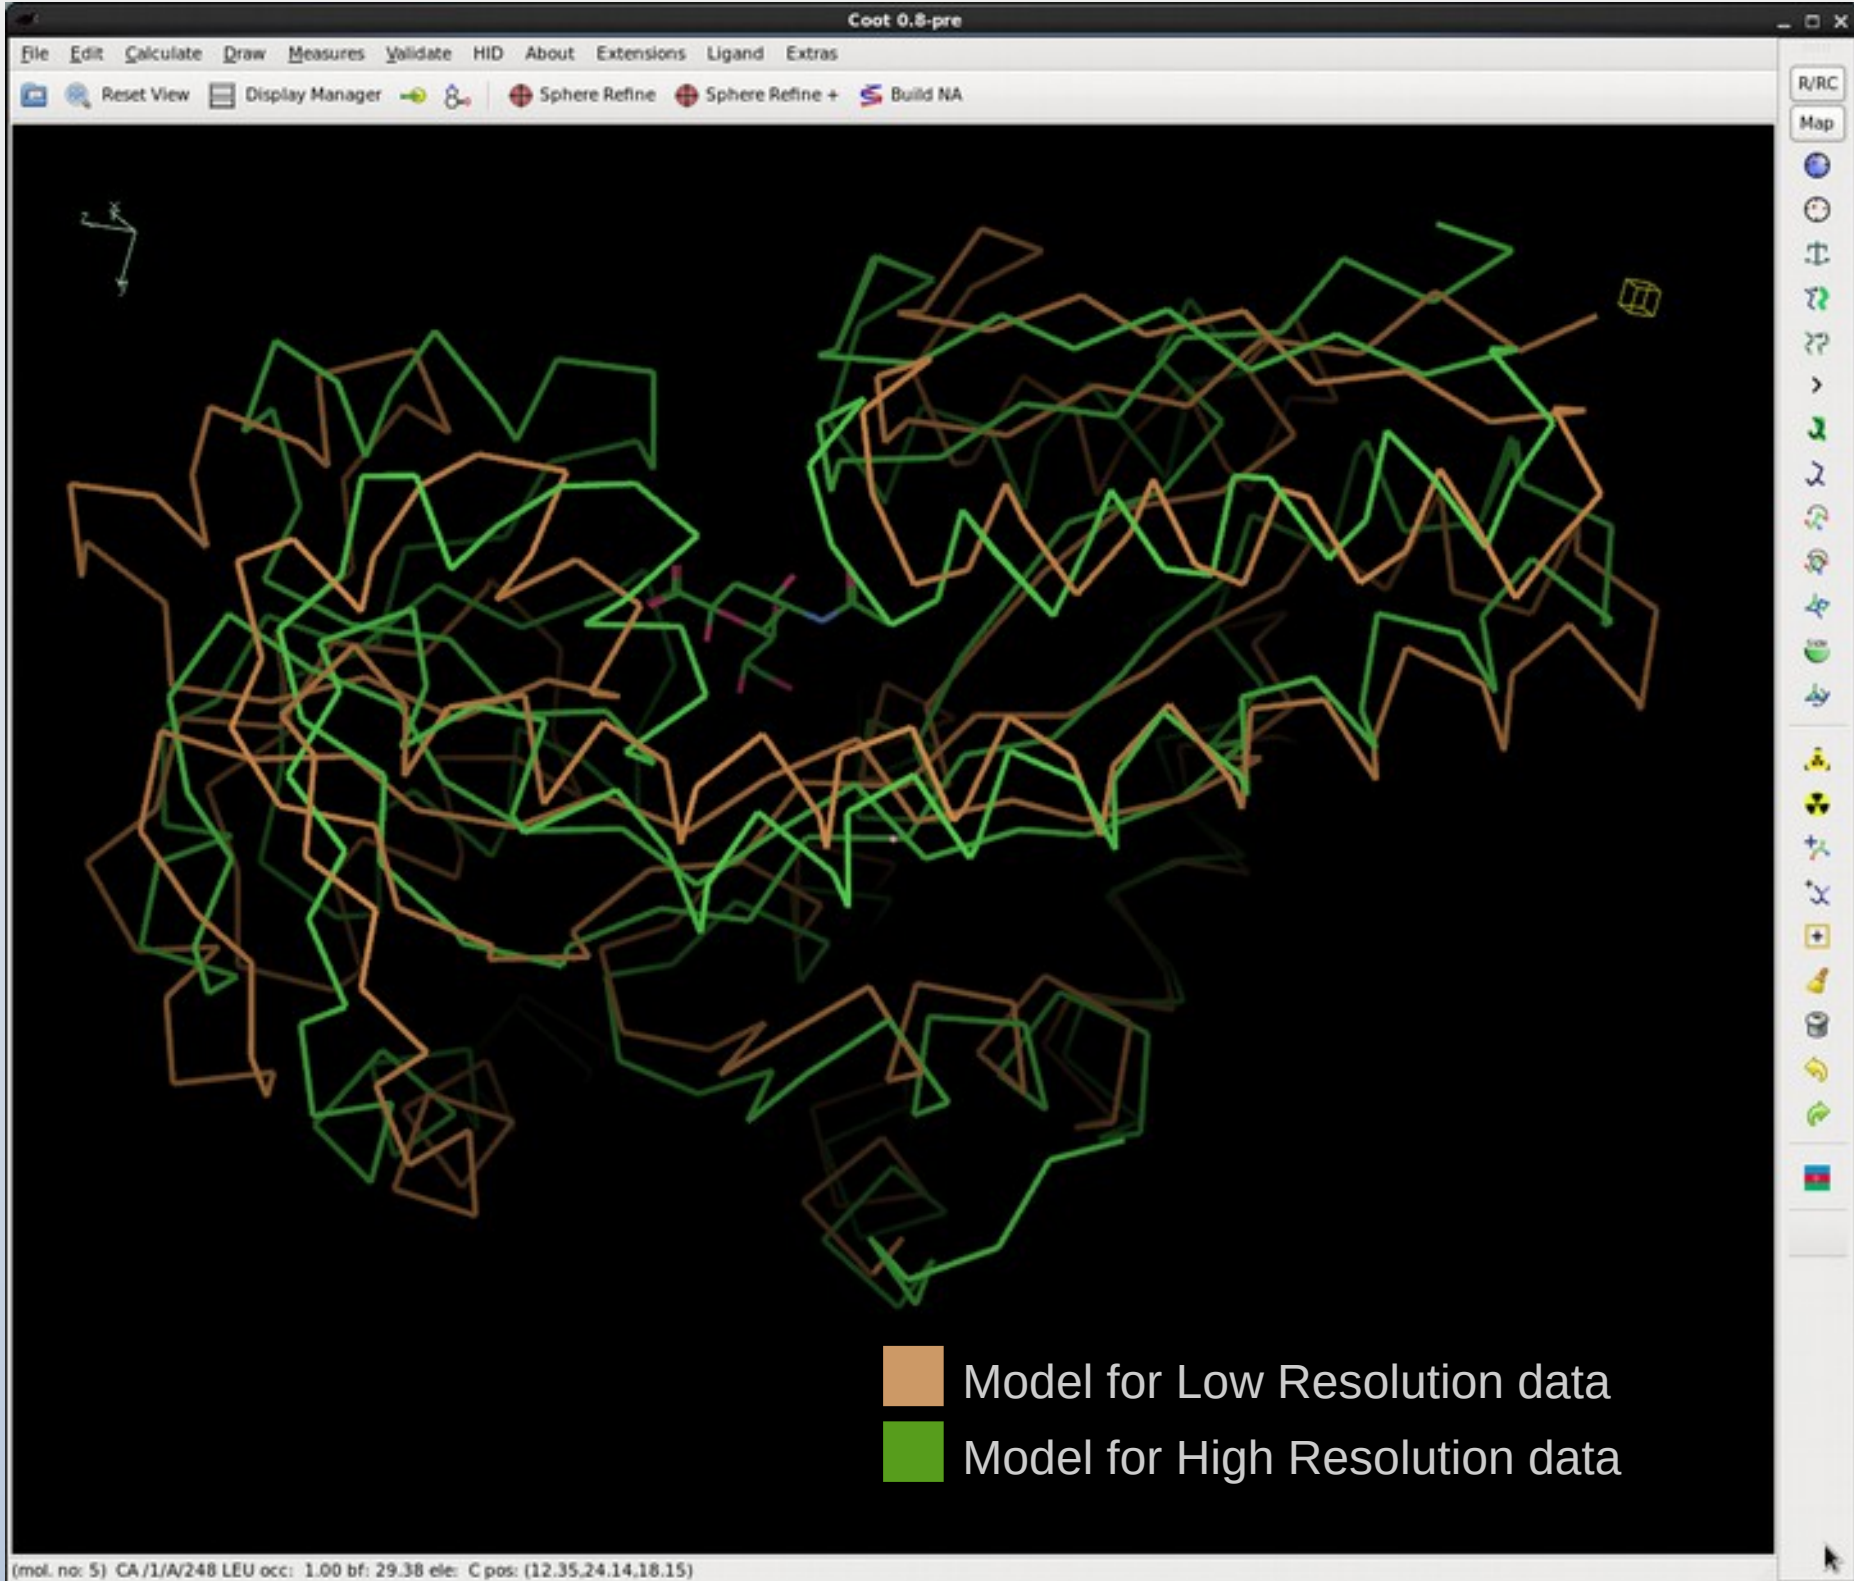 Coot 0.8-pre
File Edit Calculate Draw Measures Validate HID About Extensions Ligand Extras
R/RC
Reset View Display Manager Sphere Refine Sphere Refine + Build NA
Map
z x
y
Model for Low Resolution data
Model for High Resolution data
(mol. no: 5) CA /1/A/248 LEU occ: 1.00 bf: 29.38 ele: C pos: (12.35,24.14,18.15)